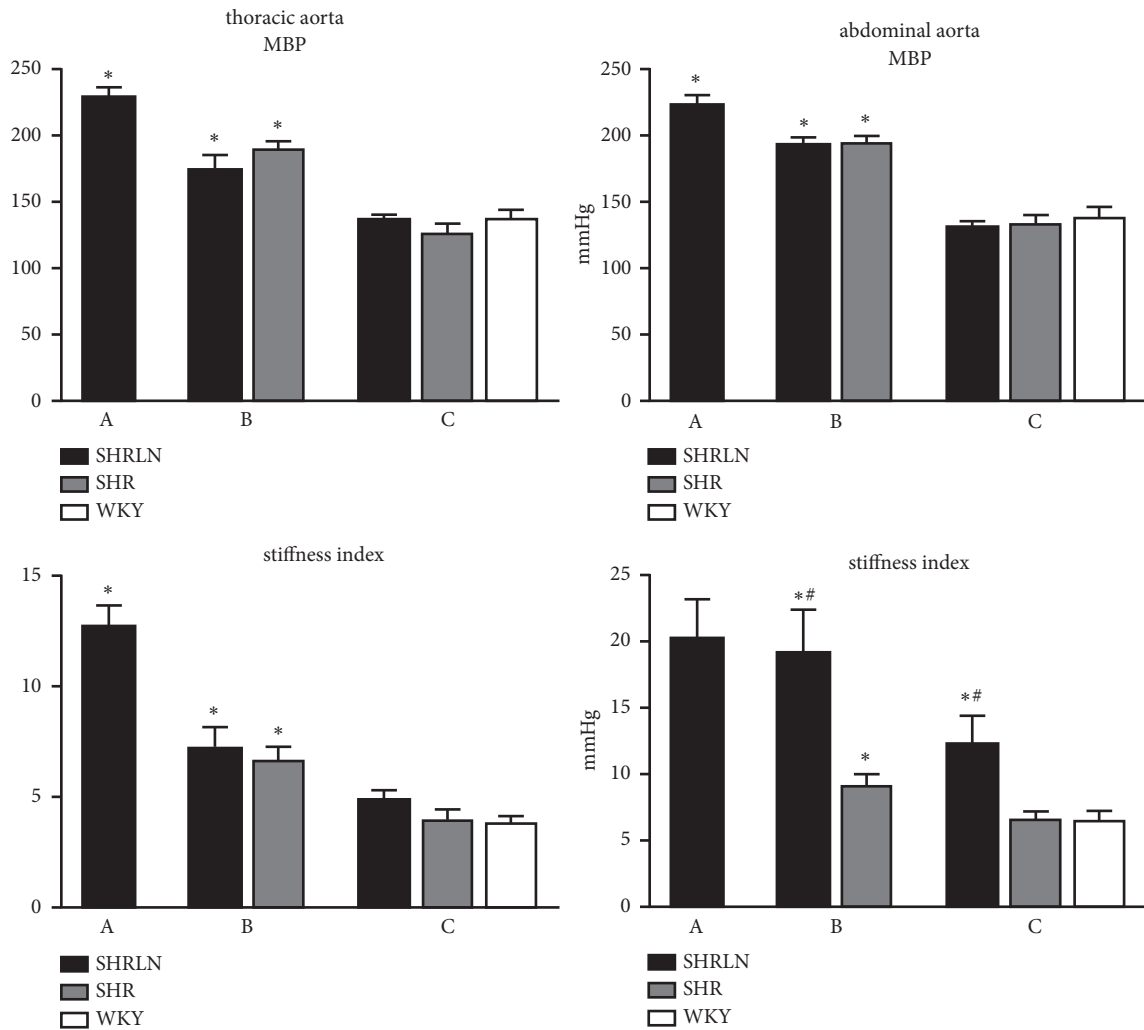 thoracic aorta
MBP
250
200
150
100
50
0
*
*
*
A
B
C
SHRLN
SHR
WKY
abdominal aorta
MBP
250
200
150
100
50
0
mmHg
*
*
*
A
B
C
SHRLN
SHR
WKY
stiffness index
15
10
5
0
*
*
*
A
B
C
SHRLN
SHR
WKY
stiffness index
25
20
15
10
5
0
mmHg
*#
*
*#
A
B
C
SHRLN
SHR
WKY